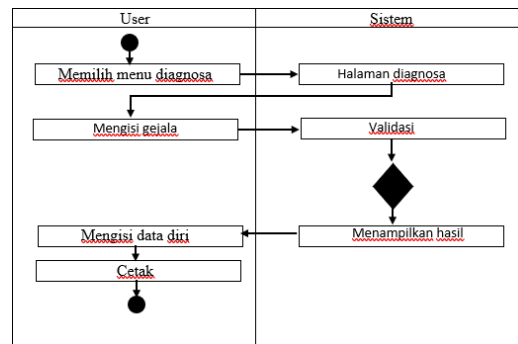 User
Sistem
Memilih menu diagnosa
Halaman diagnosa
Mengisi gejala
Validasi
Menampilkan hasil
Mengisi data diri
Cetak